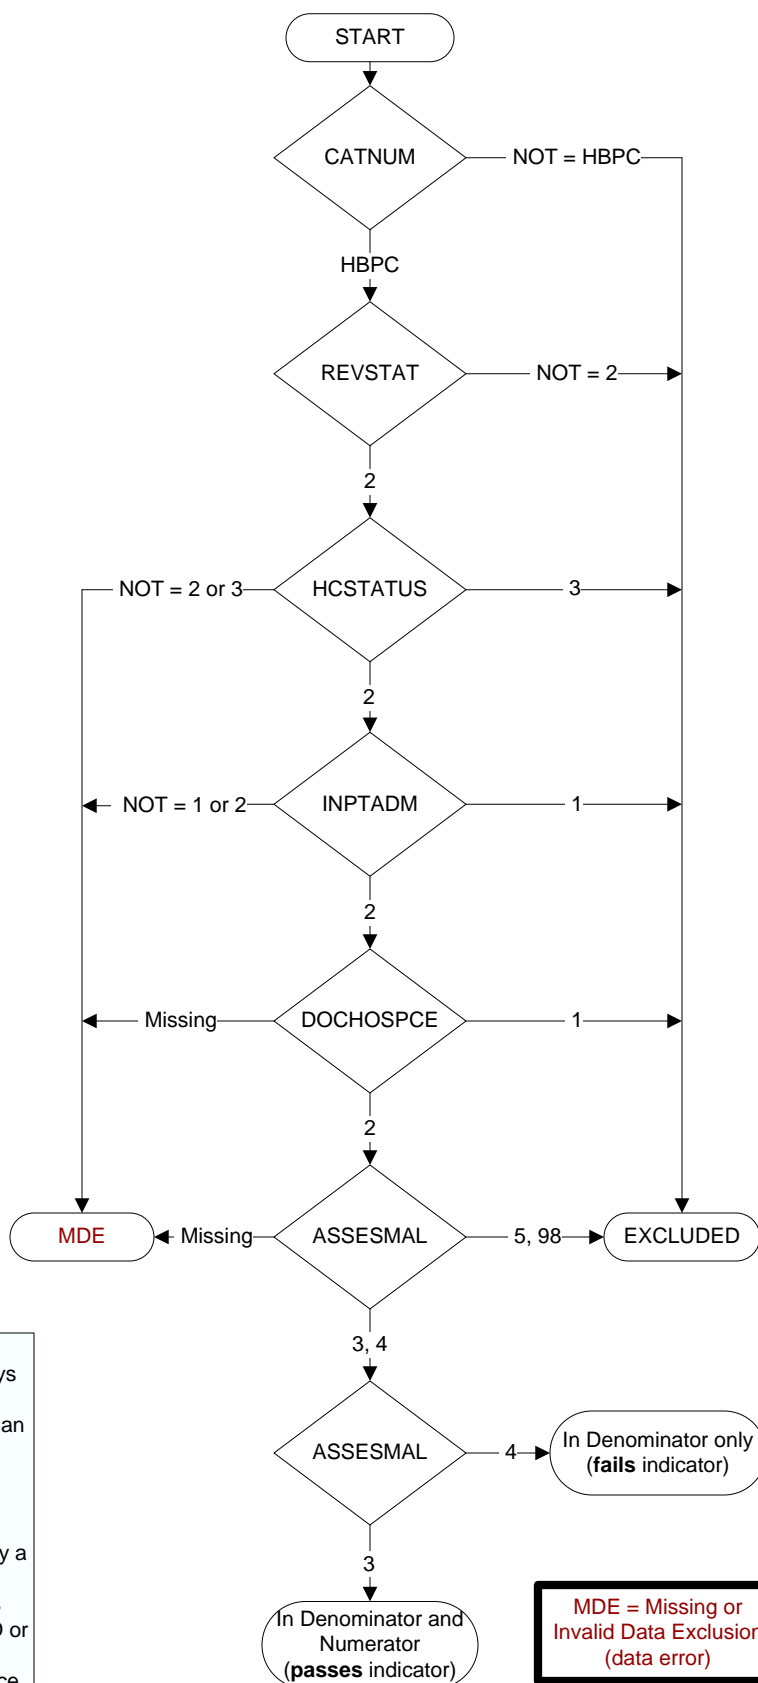 START
CATNUM
NOT = HBPC
HBPC
REVSTAT
NOT = 2
2
NOT = 2 or 3
HCSTATUS
3
2
NOT = 1 or 2
INPTADM
1
2
Missing
DOCHOSPCE
1
2
MDE
Missing
ASSESMAL
5, 98
EXCLUDED
3, 4
an
ASSESMAL
4
In Denominator only
(fails indicator)
y a
3
or
In Denominator and
Numerator
(passes indicator)
MDE = Missing or
Invalid Data Exclusion
(data error)